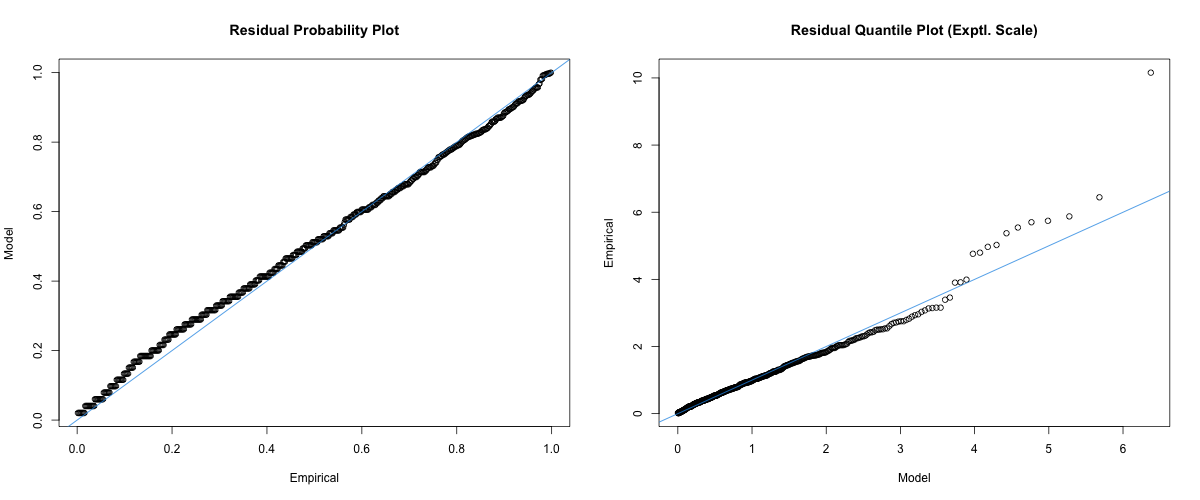 Residual Probability Plot
Model
0.0 0.2 0.4 0.6 0.8 1.0
0.0 0.2 0.4 0.6 0.8 1.0
Empirical
Residual Quantile Plot (Exptl. Scale)
Empirical
0 2 4 6 8 10
0 1 2 3 4 5 6
Model